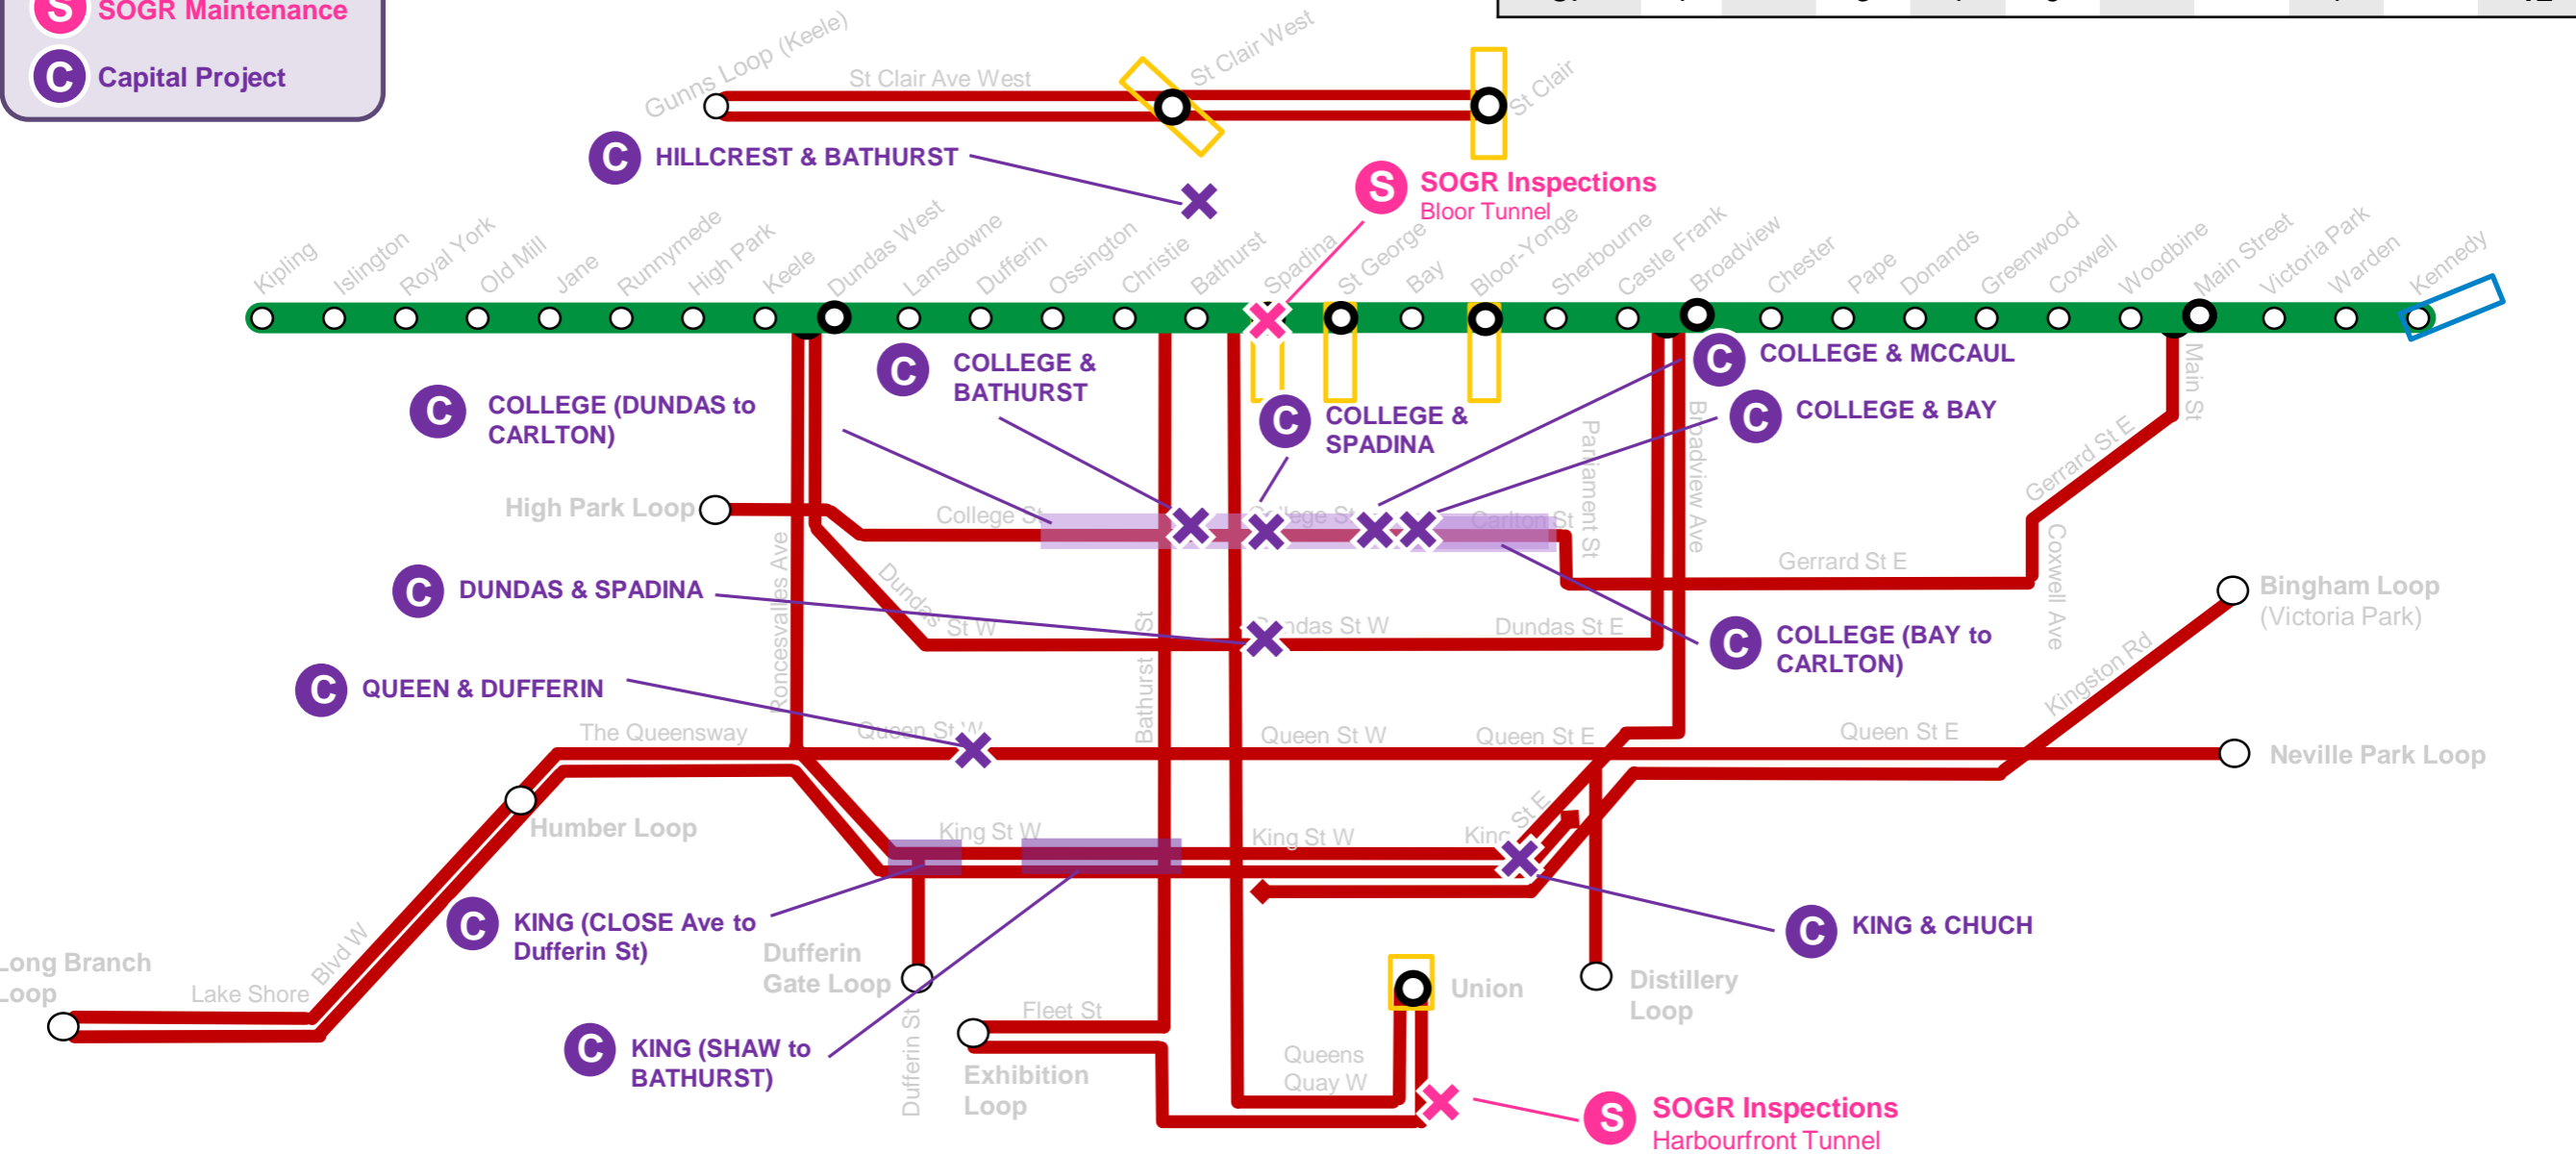 S SOGR Maintenance
C Capital Project
Gunns Loop (Keele)
St Clair Ave West
St Clair West
St Clair
C HILLCREST & BATHURST
S SOGR Inspections
Bloor Tunnel
Kipling
Islington
Royal York
Old Mill
Jane
Runnymede
High Park
Keele
Dundas West
Lansdowne
Dufferin
Ossington
Christie
Bathurst
Spadina
St George
Bay
Bloor-Yonge
Sherbourne
Castle Frank
Broadview
Chester
Pape
Donands
Greenwood
Coxwell
Woodbine
Main Street
Victoria Park
Warden
Kennedy
C COLLEGE (DUNDAS to
CARLTON)
C COLLEGE &
BATHURST
C COLLEGE &
SPADINA
C COLLEGE & MCCAUL
C COLLEGE & BAY
Parliament St
Broadview Ave
Main St
Gerrard St E
High Park Loop
College St
College St
Carlton St
Roncesvalles Ave
Gerrard St E
Coxwell Ave
C DUNDAS & SPADINA
Dundas St W
Bathurst St
Dundas St W
Dundas St E
C COLLEGE (BAY to
CARLTON)
Bingham Loop
(Victoria Park)
Kingston Rd
C QUEEN & DUFFERIN
The Queensway
Queen St W
Bathurst St
Queen St W
Queen St E
Queen St E
Neville Park Loop
Humber Loop
King St W
King St W
King St E
C KING (CLOSE Ave to
Dufferin St)
C KING & CHUCH
Long Branch
Loop
Lake Shore Blvd W
Dufferin
Gate Loop
Union
Distillery
Loop
Fleet St
C KING (SHAW to
BATHURST)
Dufferin St
Exhibition
Loop
Queens
Quay W
S SOGR Inspections
Harbourfront Tunnel